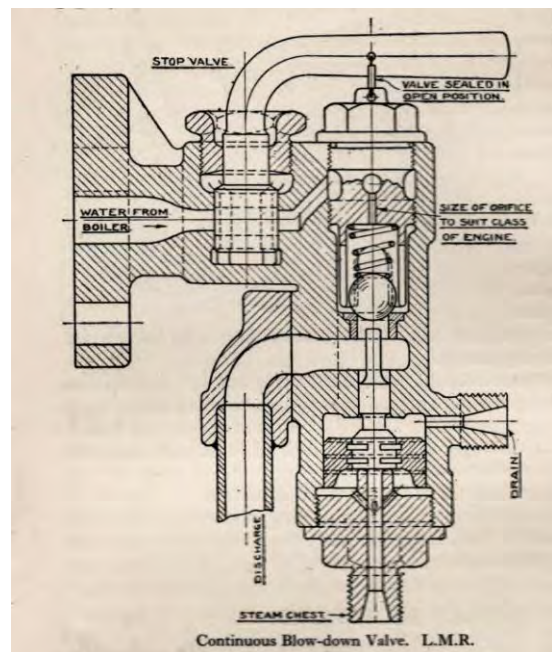 STOP VALVE
VALVE SEALED IN
OPEN POSITION.
WATER FROM
BOILER
SIZE OF ORIFICE
TO SUIT CLASS
OF ENGINE.
DRAIN
DISCHARGE
STEAM CHEST
Continuous Blow-down Valve. L.M.R.